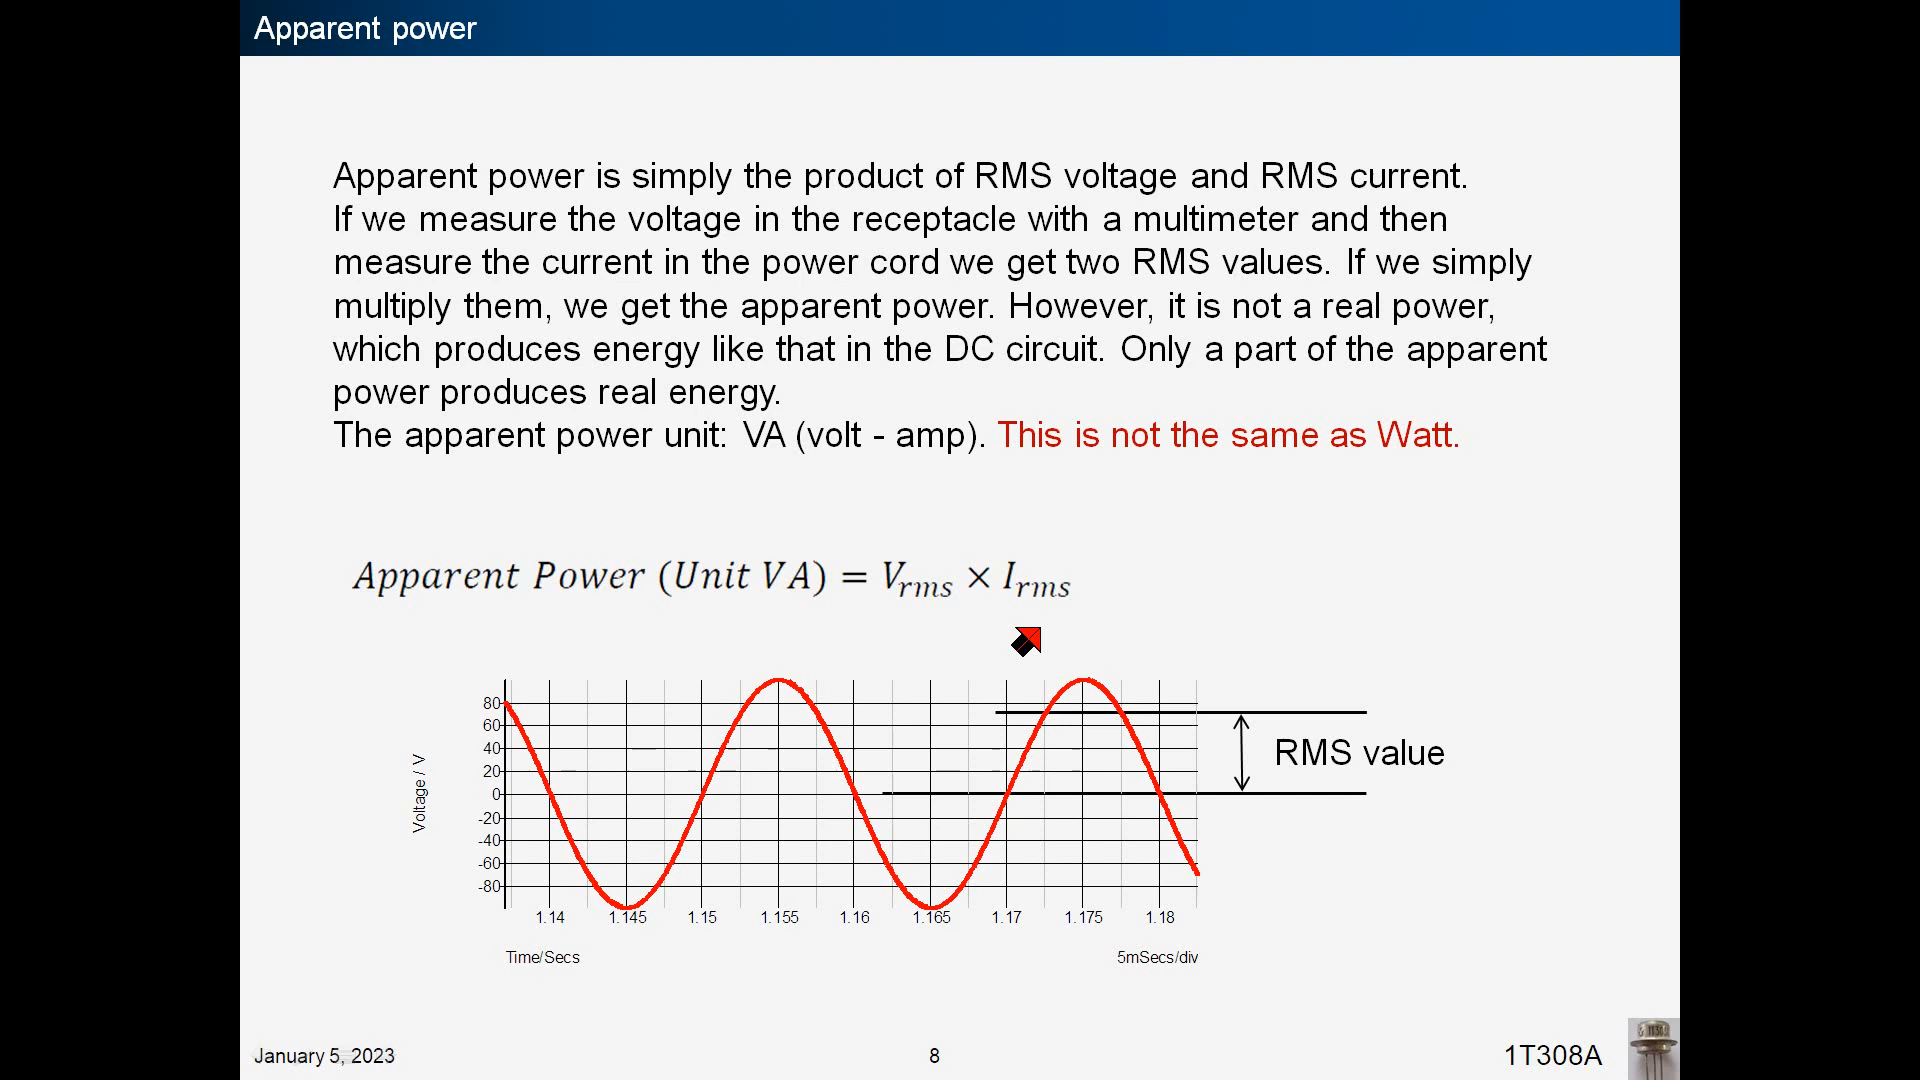 Apparent power
Apparent power is simply the product of RMS voltage and RMS current.
If we measure the voltage in the receptacle with a multimeter and then
measure the current in the power cord we get two RMS values. If we simply
multiply them, we get the apparent power. However, it is not a real power,
which produces energy like that in the DC circuit. Only a part of the apparent
power produces real energy.
The apparent power unit: VA (volt - amp). This is not the same as Watt.
Apparent Power (Unit VA) = Vrms × Irms
80
60
40
20
0
-20
-40
-60
-80
Voltage / V
RMS value
1.14 1.145 1.15 1.155 1.16 1.165 1.17 1.175 1.18
Time/Secs 5mSecs/div
January 5, 2023 8 1T308A